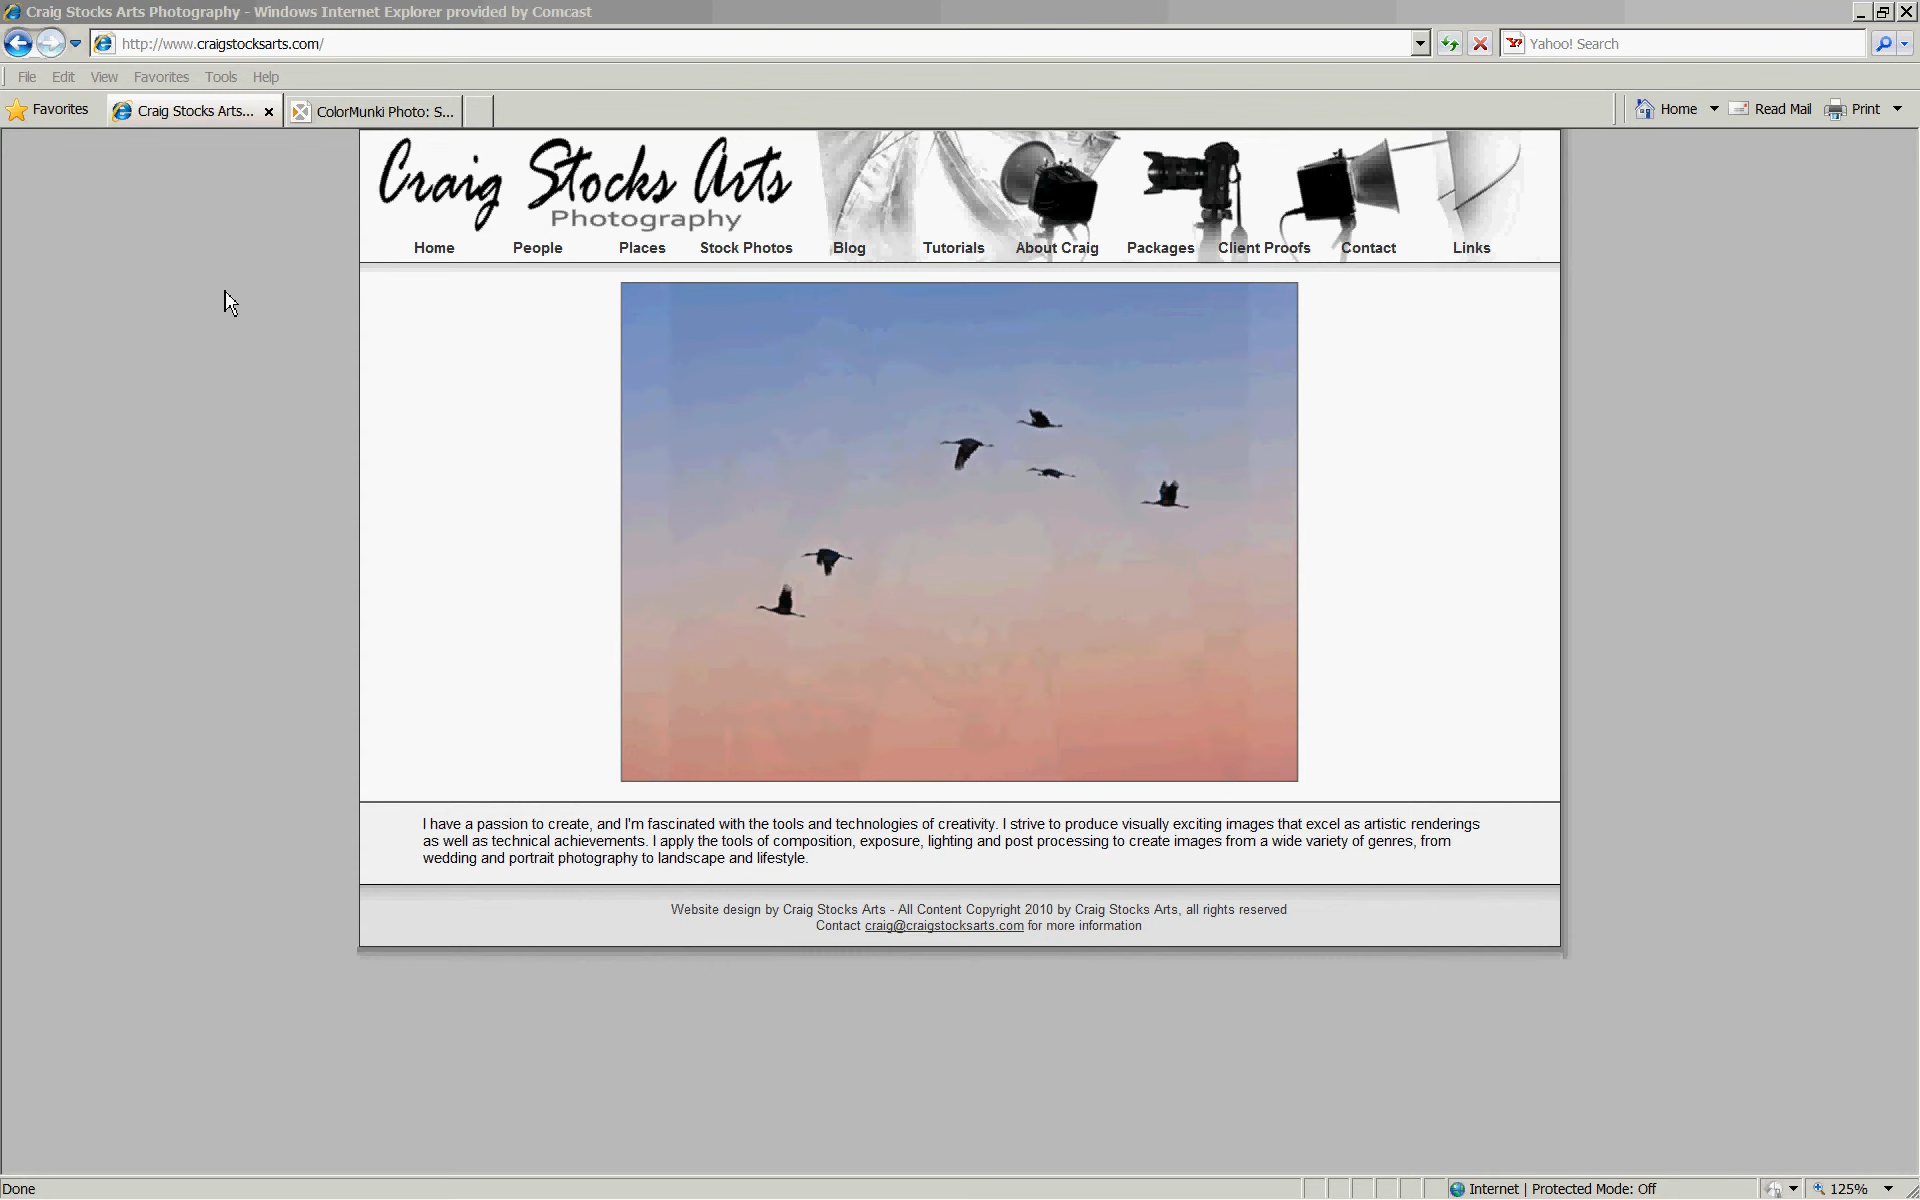 Craig Stocks Arts Photography - Windows Internet Explorer provided by Comcast
http://www.craigstocksarts.com/
Yahoo! Search
File Edit View Favorites Tools Help
Favorites
Craig Stocks Arts...
ColorMunki Photo: S...
Home
Read Mail
Print
Craig Stocks Arts
Photography
Home People Places Stock Photos Blog Tutorials About Craig Packages Client Proofs Contact Links
I have a passion to create, and I'm fascinated with the tools and technologies of creativity. I strive to produce visually exciting images that excel as artistic renderings
as well as technical achievements. I apply the tools of composition, exposure, lighting and post processing to create images from a wide variety of genres, from
wedding and portrait photography to landscape and lifestyle.
Website design by Craig Stocks Arts - All Content Copyright 2010 by Craig Stocks Arts, all rights reserved
Contact craig@craigstocksarts.com for more information
Done
Internet | Protected Mode: Off
125%